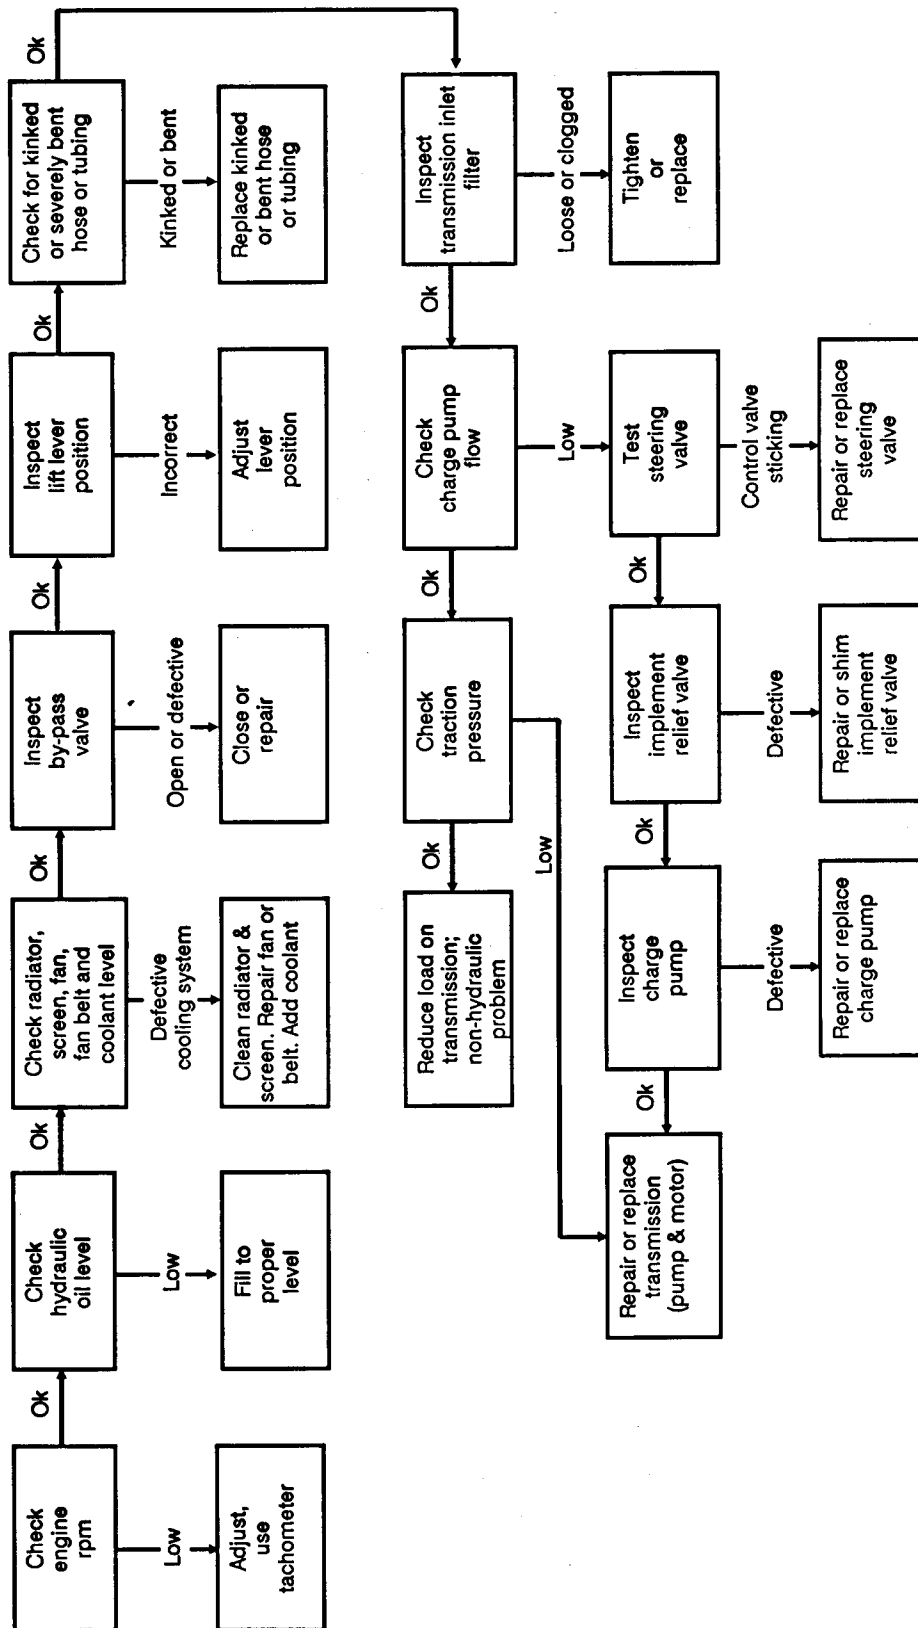 Check
engine
rpm
Ok
Low
Adjust,
use
tachometer
Check
hydraulic
oil level
Ok
Low
Fill to
proper
level
Check radiator,
screen, fan,
fan belt and
coolant level
Ok
Defective
cooling system
Clean radiator &
screen. Repair fan or
belt. Add coolant
Inspect
by-pass
valve
Ok
Open or defective
Close or
repair
Inspect
lift lever
position
Ok
Incorrect
Adjust
lever
position
Check for kinked
or severely bent
hose or tubing
Ok
Kinked or bent
Replace kinked
or bent hose
or tubing
Inspect
transmission inlet
filter
Ok
Loose or clogged
Tighten
or
replace
Check
charge pump
flow
Ok
Low
Check
traction
pressure
Ok
Low
Reduce load on
transmission;
non-hydraulic
problem
Test
steering
valve
Ok
Control valve
sticking
Repair or replace
steering
valve
Inspect
implement
relief valve
Ok
Defective
Repair or shim
implement
relief valve
Inspect
charge
pump
Ok
Defective
Repair or replace
charge pump
Repair or replace
transmission
(pump & motor)